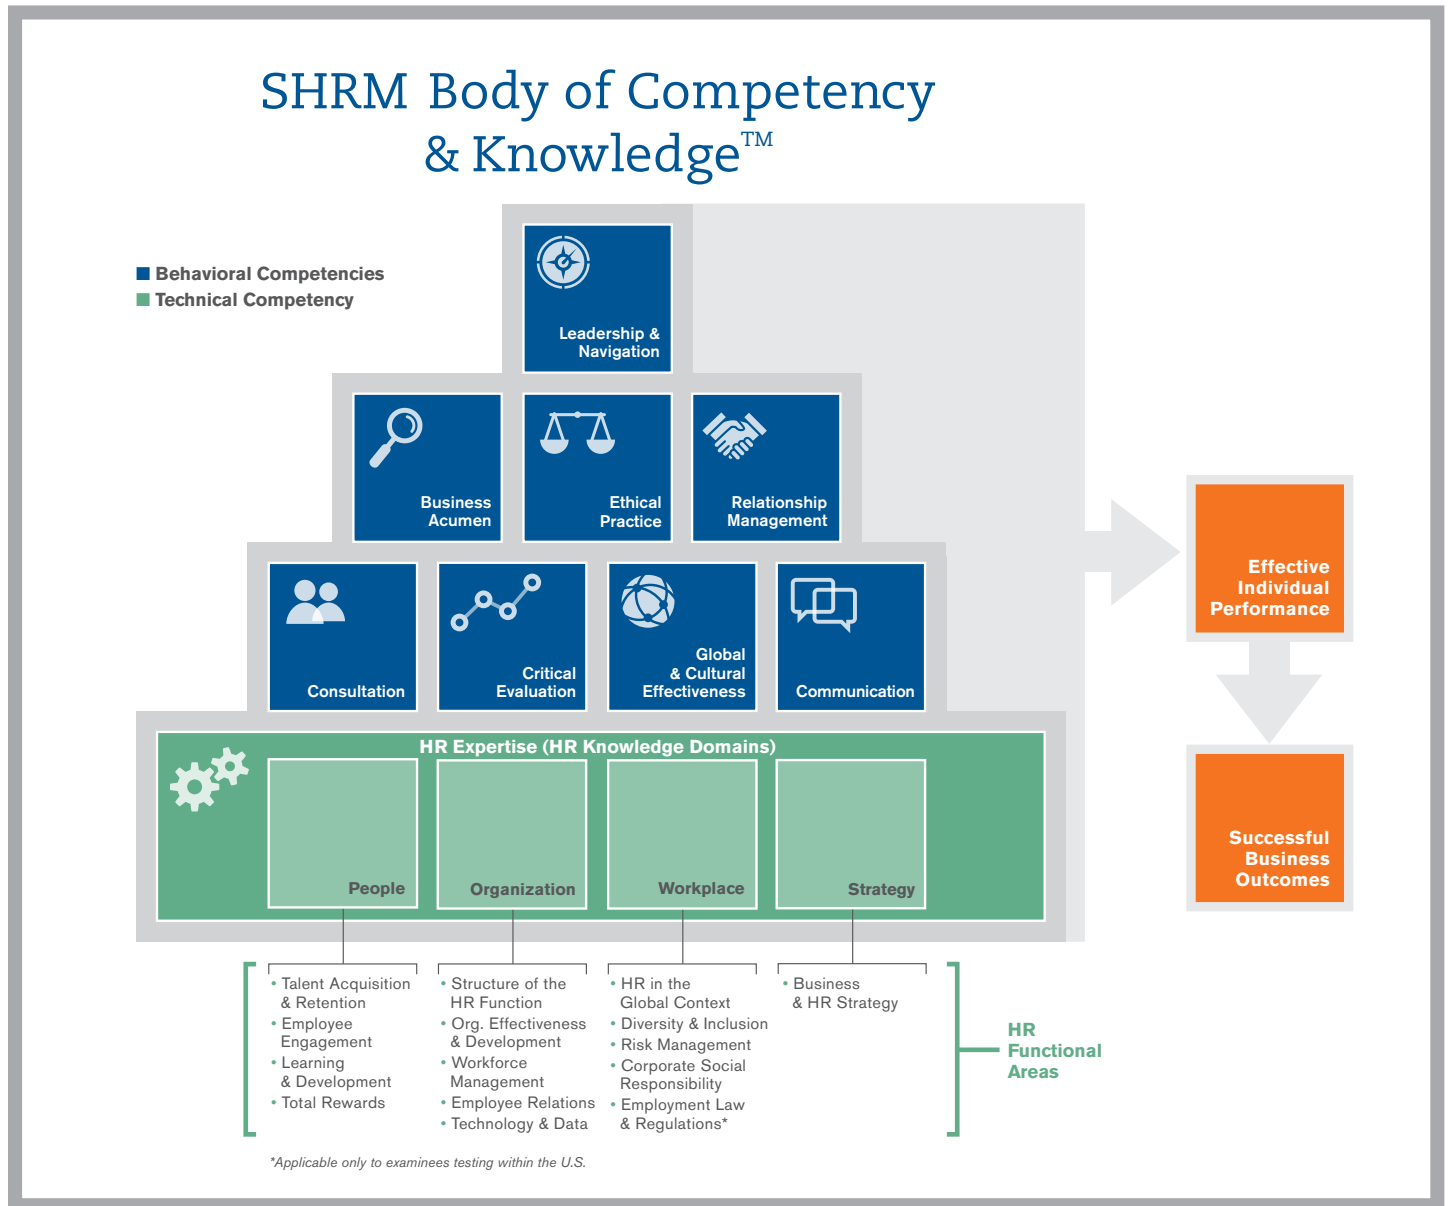 SHRM Body of Competency
& Knowledge™
Behavioral Competencies
Technical Competency
Leadership &
Navigation
Business
Acumen
Ethical
Practice
Relationship
Management
Consultation
Critical
Evaluation
Global
& Cultural
Effectiveness
Communication
HR Expertise (HR Knowledge Domains)
People
Organization
Workplace
Strategy
• Talent Acquisition
& Retention
• Employee
Engagement
• Learning
& Development
• Total Rewards
• Structure of the
HR Function
• Org. Effectiveness
& Development
• Workforce
Management
• Employee Relations
• Technology & Data
• HR in the
Global Context
• Diversity & Inclusion
• Risk Management
• Corporate Social
Responsibility
• Employment Law
& Regulations*
• Business
& HR Strategy
HR
Functional
Areas
*Applicable only to examinees testing within the U.S.
Effective
Individual
Performance
Successful
Business
Outcomes